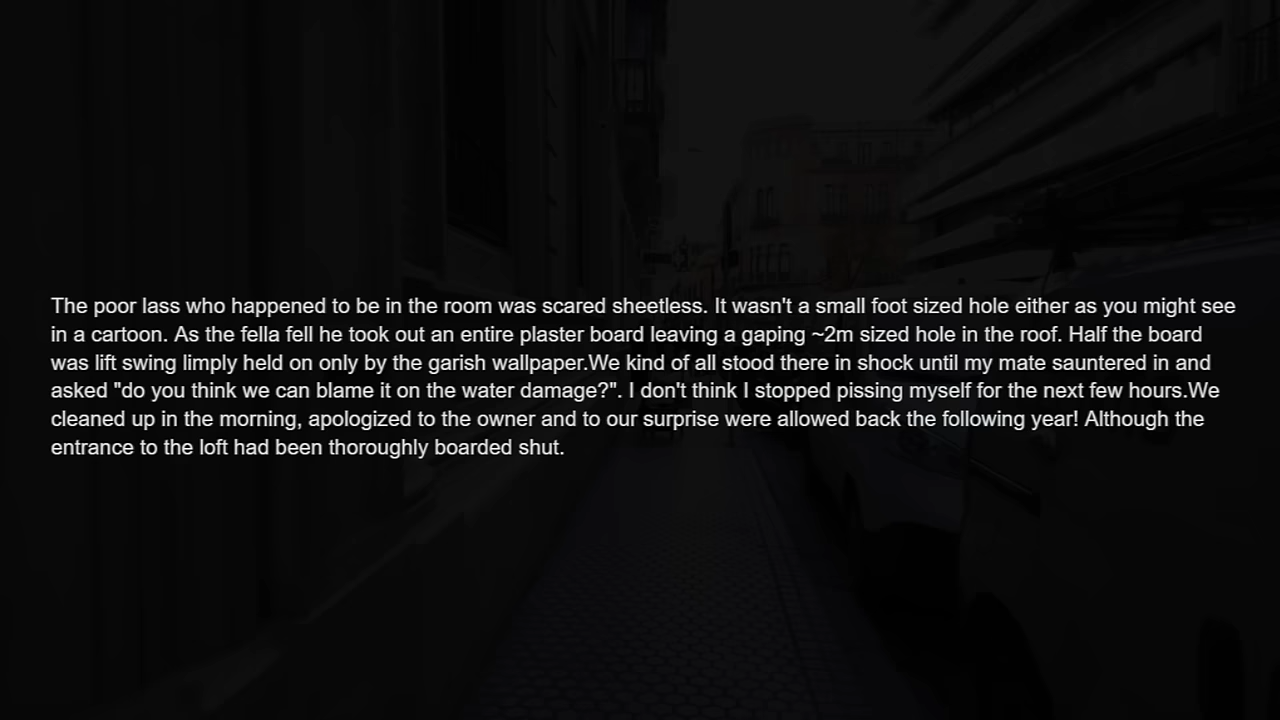 The poor lass who happened to be in the room was scared sheetless. It wasn't a small foot sized hole either as you might see
in a cartoon. As the fella fell he took out an entire plaster board leaving a gaping ~2m sized hole in the roof. Half the board
was lift swing limply held on only by the garish wallpaper.We kind of all stood there in shock until my mate sauntered in and
asked "do you think we can blame it on the water damage?". I don't think I stopped pissing myself for the next few hours.We
cleaned up in the morning, apologized to the owner and to our surprise were allowed back the following year! Although the
entrance to the loft had been thoroughly boarded shut.